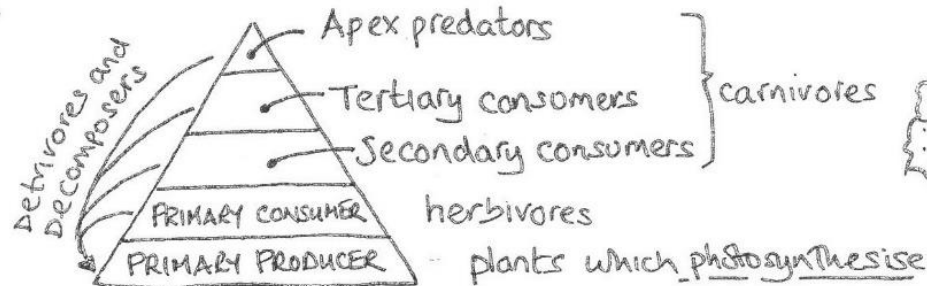 Detrivores and
Decomposers
Apex predators
Tertiary consumers
Secondary consumers
carnivores
PRIMARY CONSUMER herbivores
PRIMARY PRODUCER plants which photosynthesise